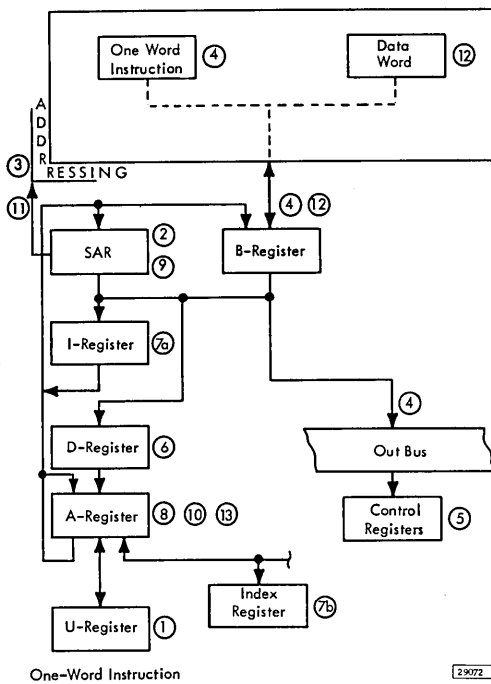 One Word
Instruction
④
Data
Word
⑫
ADDRESSING
③
⑪
④ ⑫
SAR
②
⑨
B-Register
I-Register
7a
④
D-Register
⑥
Out Bus
A-Register
⑧ ⑩ ⑬
Control
Registers
⑤
Index
Register
7b
U-Register
①
One-Word Instruction
29072